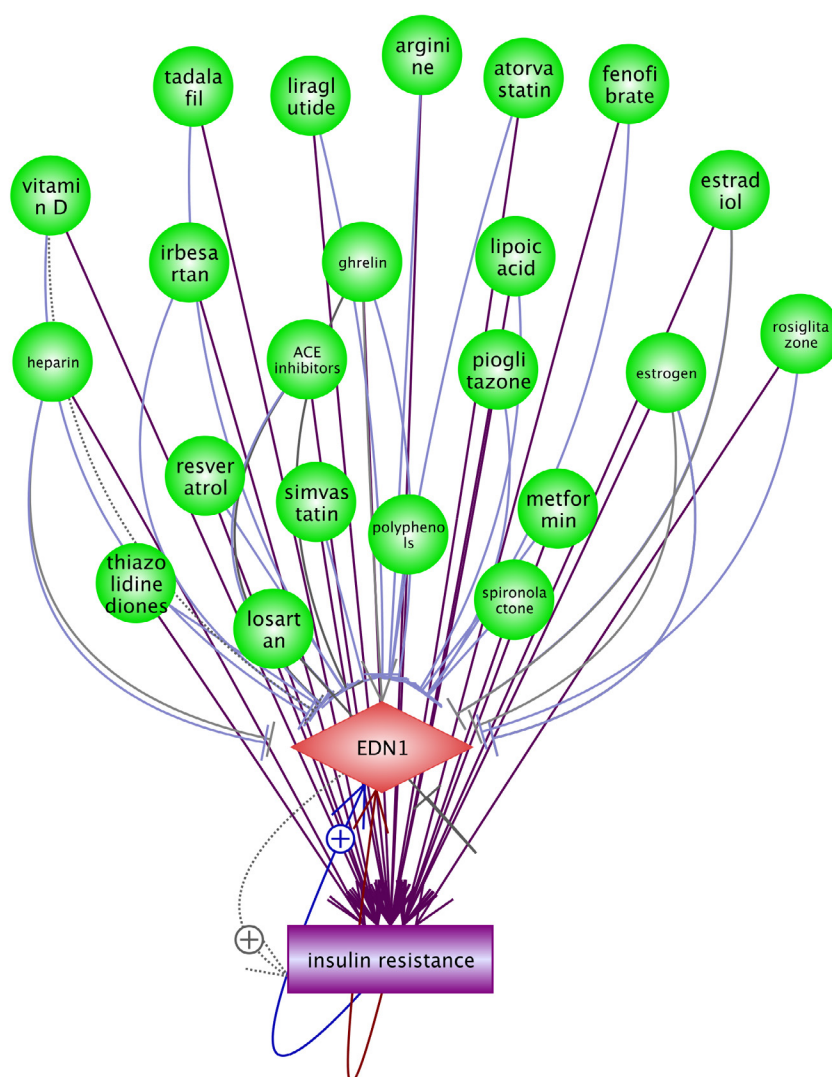 argini
ne
tadala
fil
liragl
utide
atorva
statin
fenofi
brate
vitami
n D
estrad
iol
irbesa
rtan
ghrelin
lipoic
acid
rosiglita
zone
heparin
ACE
inhibitors
piogli
tazone
estrogen
resver
atrol
simvas
tatin
polypheno
ls
metfor
min
thiazo
lidine
diones
losart
an
spironola
ctone
EDN1
insulin resistance